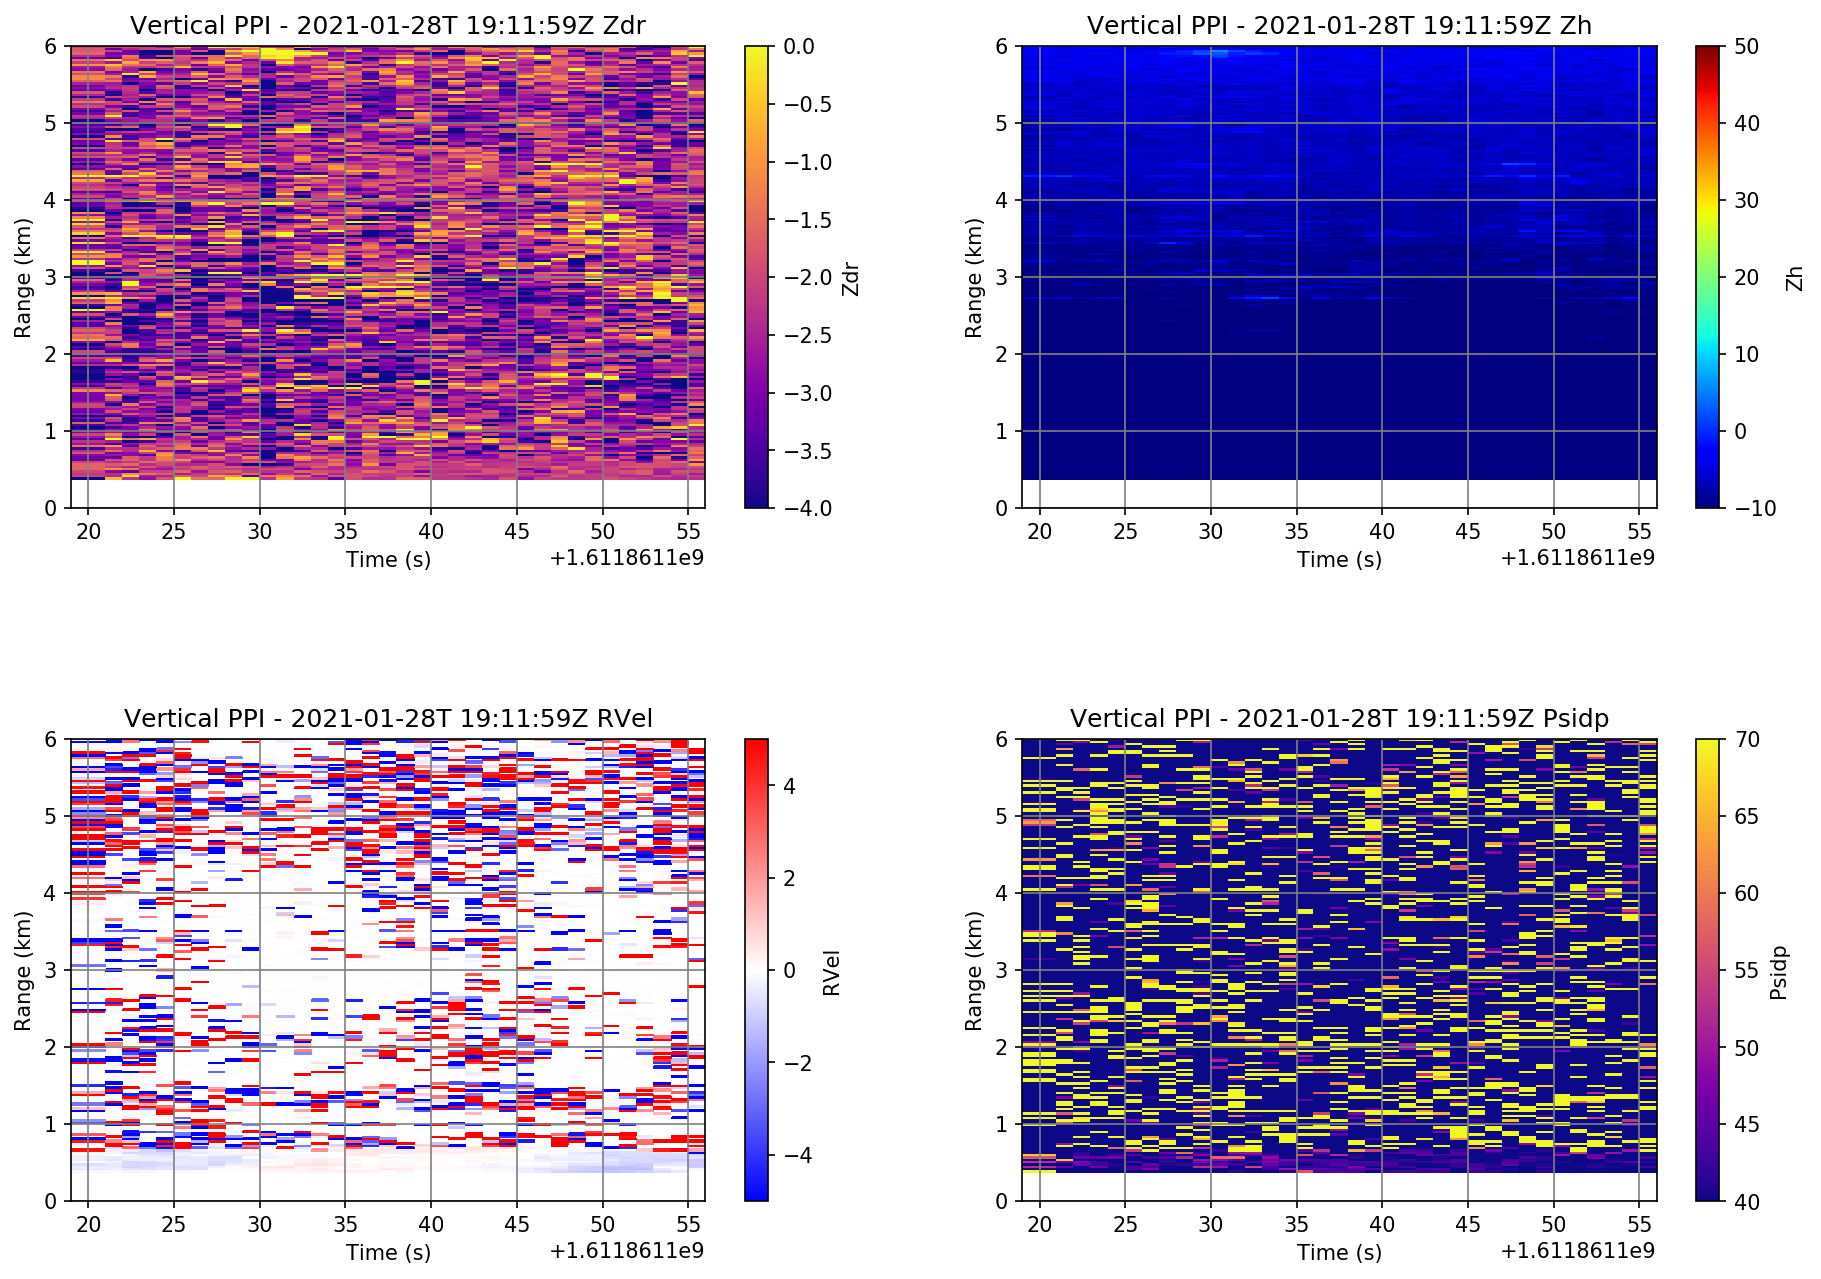 Vertical PPI - 2021-01-28T 19:11:59Z Zdr
6
5
4
3
2
1
0
Range (km)
20 25 30 35 40 45 50 55
Time (s)
+1.6118611e9
0.0
−0.5
−1.0
−1.5
−2.0
−2.5
−3.0
−3.5
−4.0
Zdr
Vertical PPI - 2021-01-28T 19:11:59Z Zh
6
5
4
3
2
1
0
Range (km)
20 25 30 35 40 45 50 55
Time (s)
+1.6118611e9
50
40
30
20
10
0
−10
Zh
Vertical PPI - 2021-01-28T 19:11:59Z RVel
6
5
4
3
2
1
0
Range (km)
20 25 30 35 40 45 50 55
Time (s)
+1.6118611e9
4
2
0
−2
−4
RVel
Vertical PPI - 2021-01-28T 19:11:59Z Psidp
6
5
4
3
2
1
0
Range (km)
20 25 30 35 40 45 50 55
Time (s)
+1.6118611e9
70
65
60
55
50
45
40
Psidp